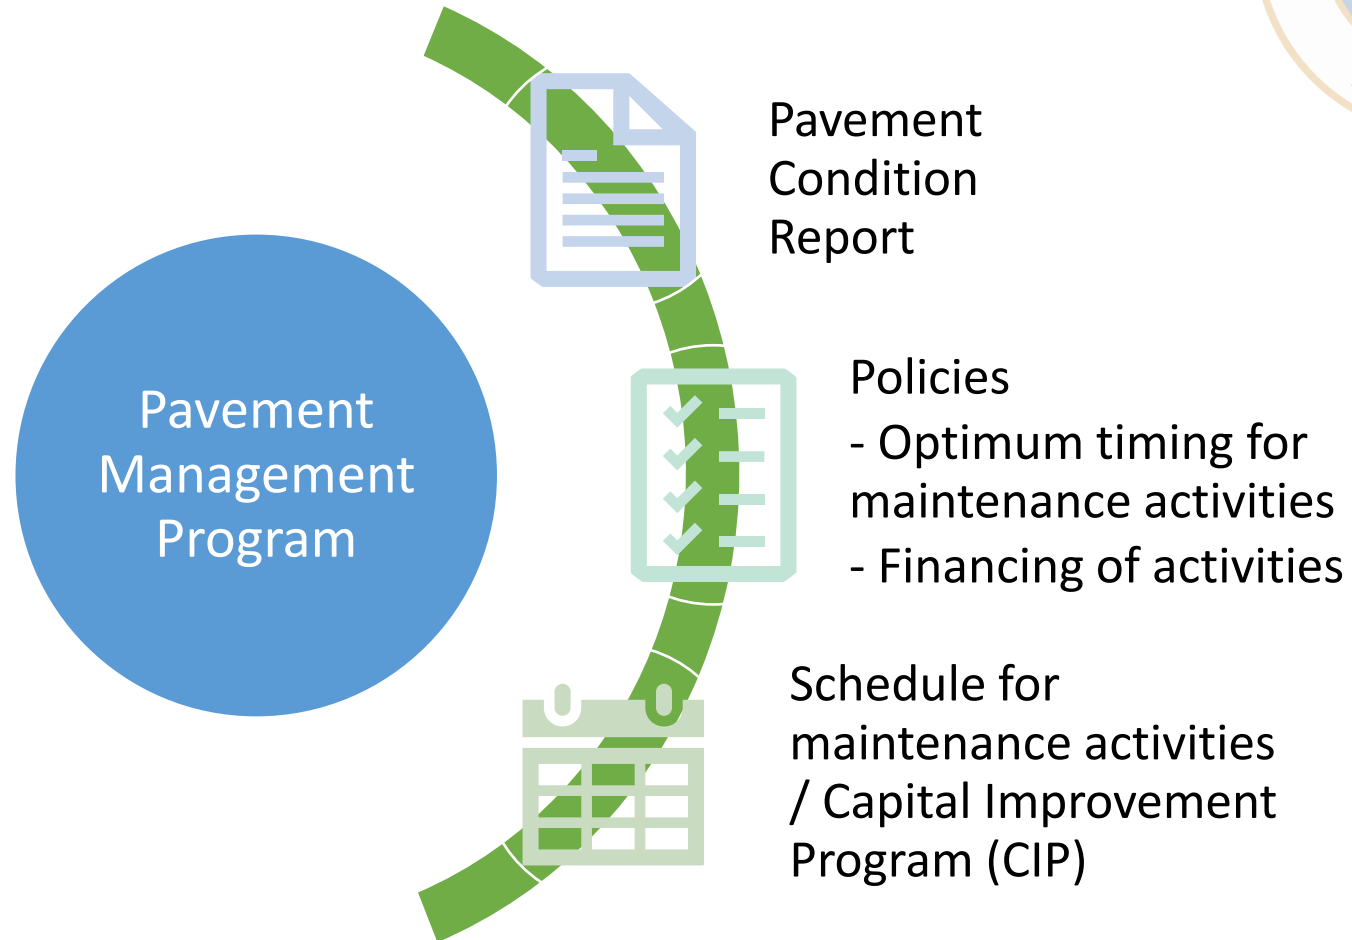 Pavement
Management
Program
Pavement
Condition
Report
Policies
- Optimum timing for
maintenance activities
- Financing of activities
Schedule for
maintenance activities
/ Capital Improvement
Program (CIP)